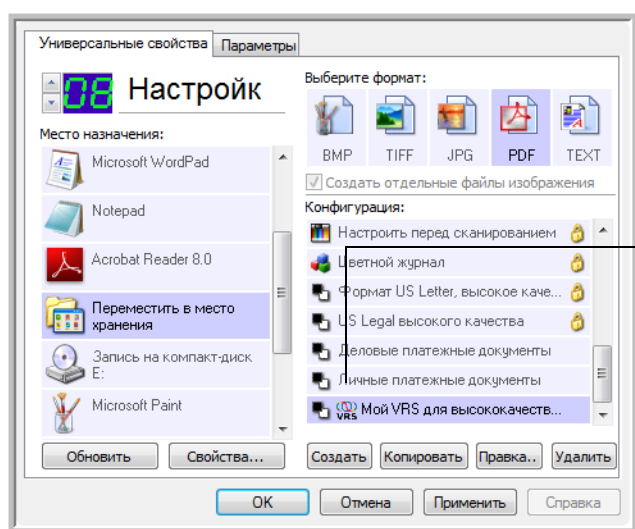 Универсальные свойства Параметры
08 Настройк
Выберите формат:
BMP TIFF JPG PDF TEXT
Создать отдельные файлы изображения
Место назначения:
Microsoft WordPad
Notepad
Acrobat Reader 8.0
Переместить в место
хранения
Запись на компакт-диск
E:
Microsoft Paint
Обновить Свойства...
Конфигурация:
Настроить перед сканированием
Цветной журнал
Формат US Letter, высокое каче...
US Legal высокого качества
Деловые платежные документы
Личные платежные документы
VRS Мой VRS для высококачеств...
Создать Копировать Правка.. Удалить
OK Отмена Применить Справка